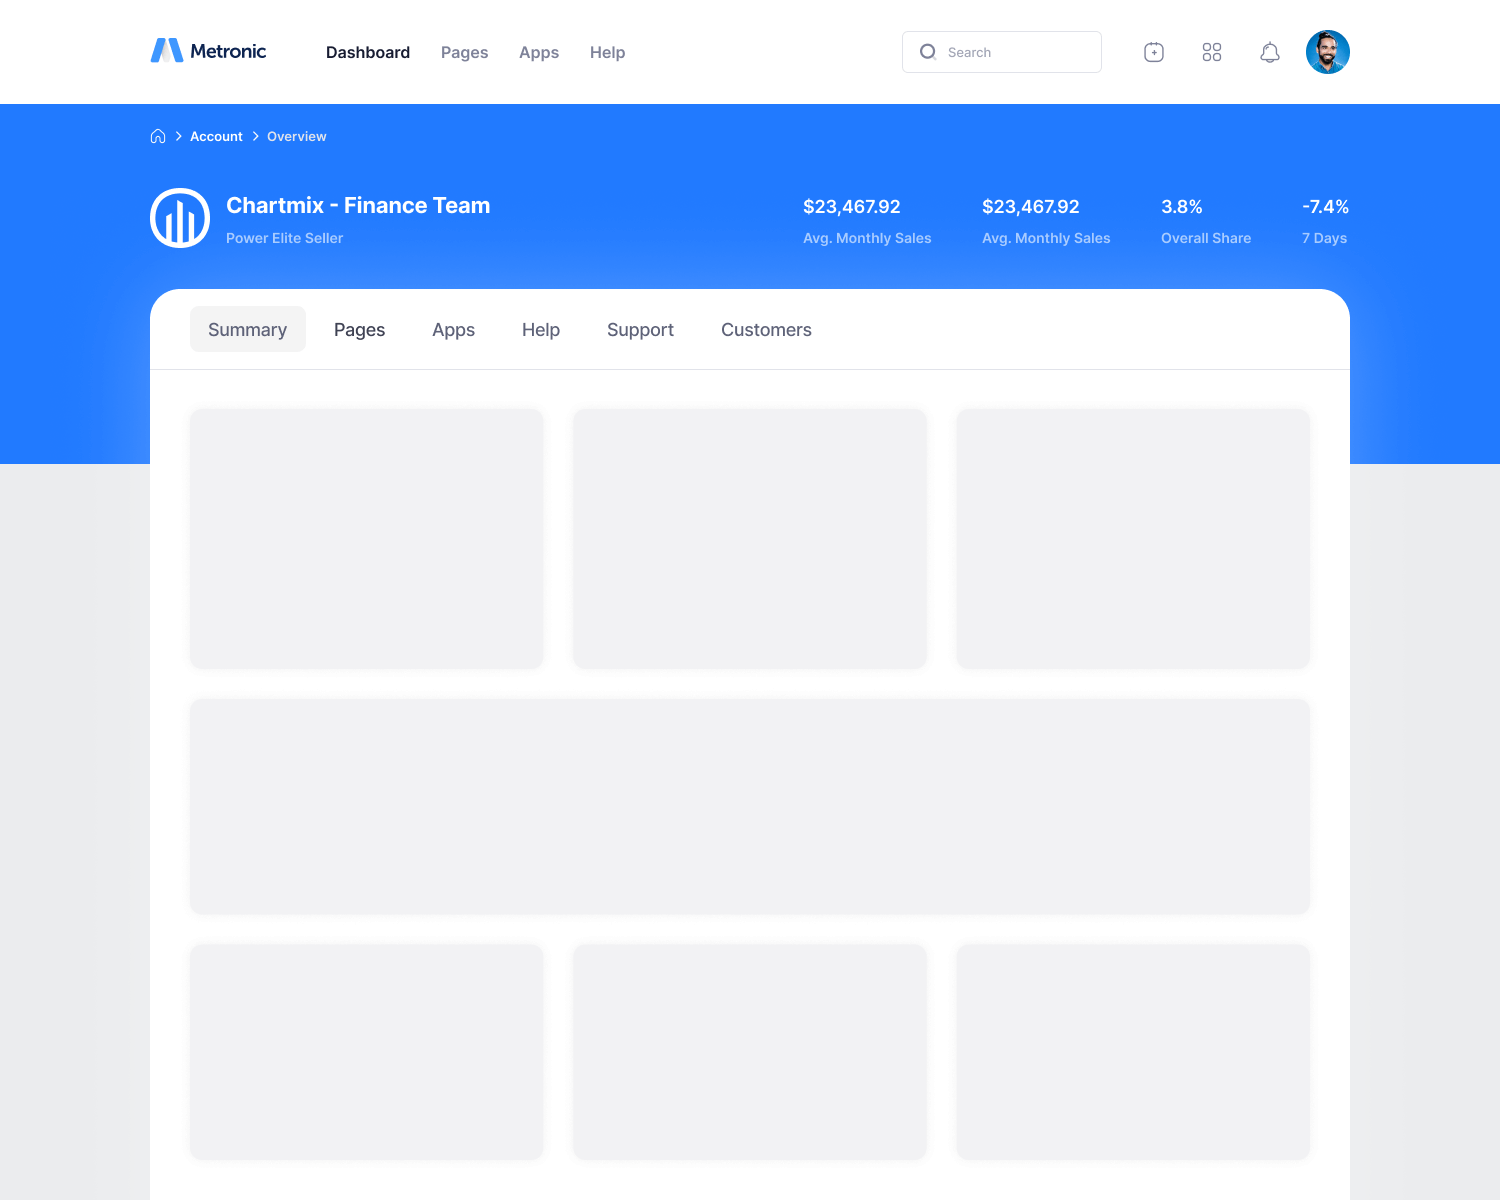 Metronic
Dashboard Pages Apps Help
Search
Account Overview
Chartmix - Finance Team
Power Elite Seller
$23,467.92 $23,467.92 3.8% -7.4%
Avg. Monthly Sales Avg. Monthly Sales Overall Share 7 Days
Summary Pages Apps Help Support Customers